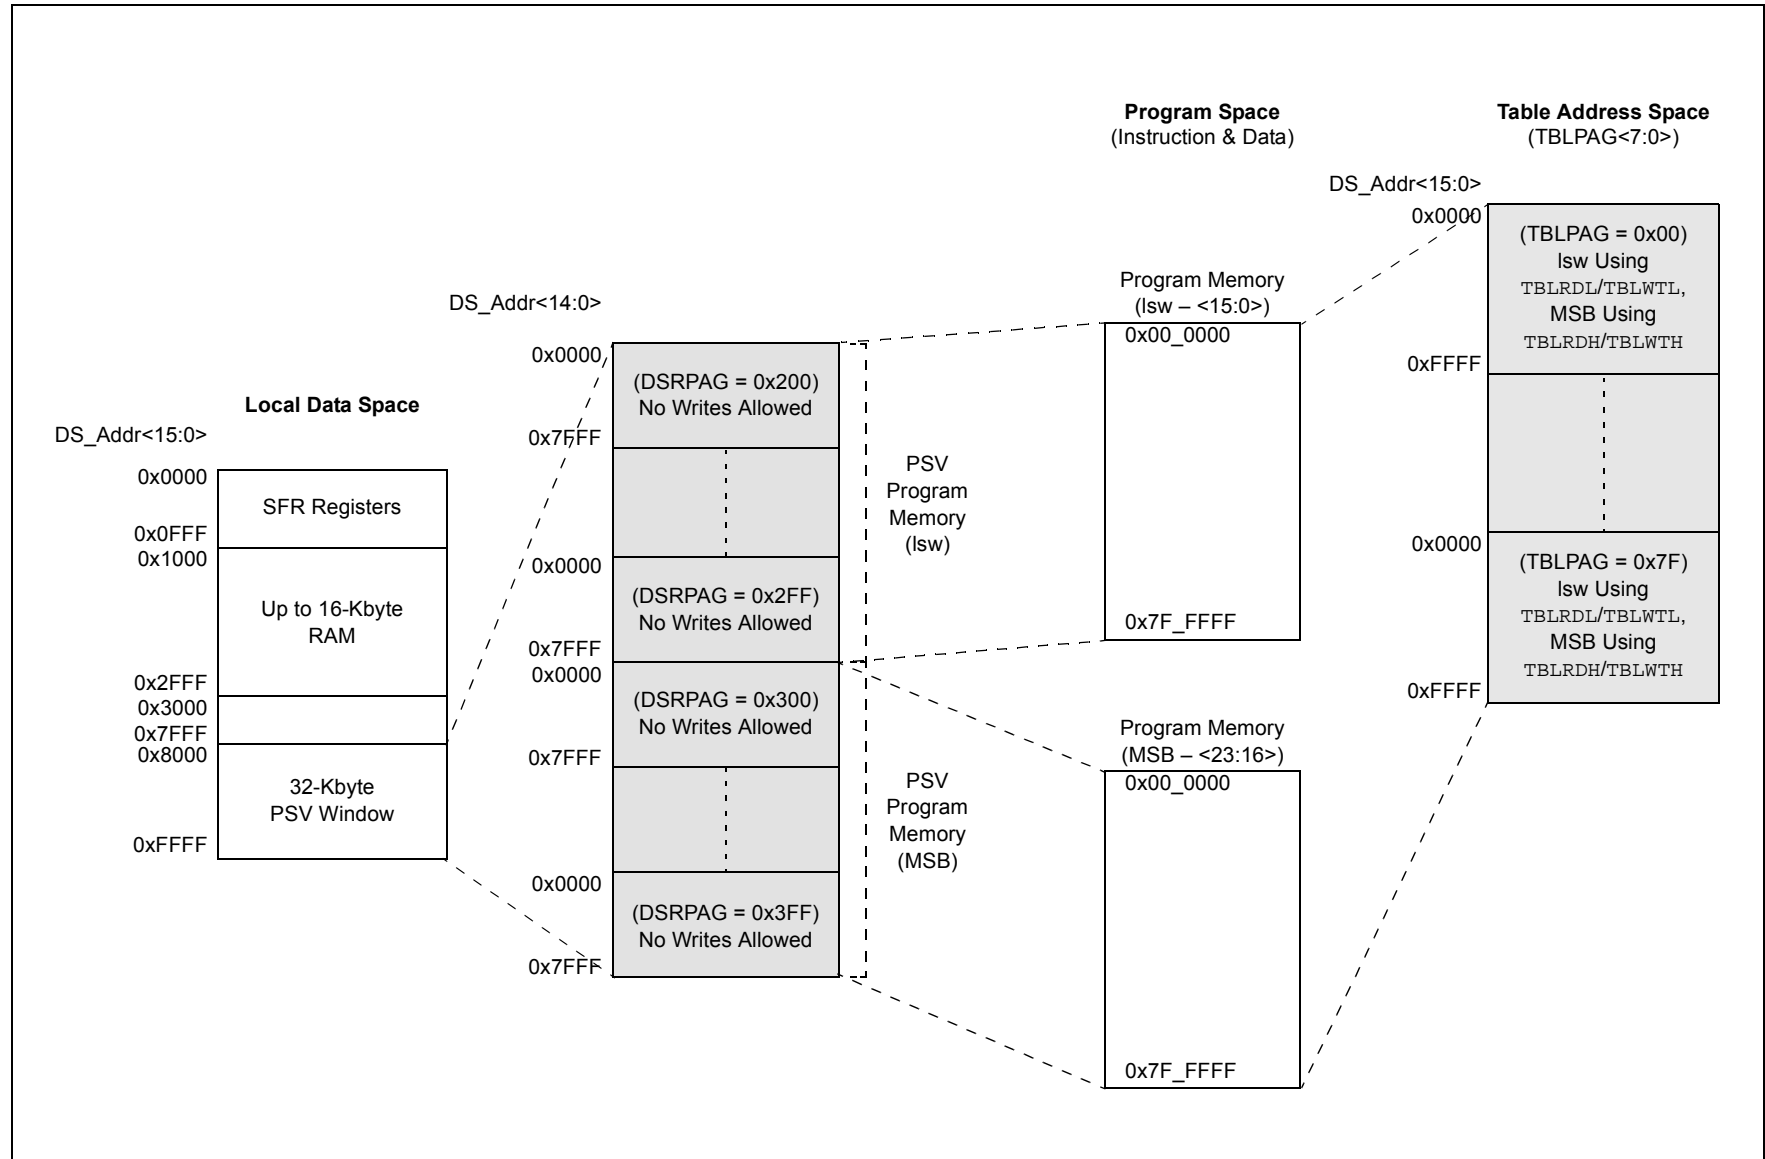 Local Data Space
DS_Addr<15:0>
0x0000
SFR Registers
0x0FFF
0x1000
Up to 16-Kbyte
RAM
0x2FFF
0x3000
0x7FFF
0x8000
32-Kbyte
PSV Window
0xFFFF
DS_Addr<14:0>
0x0000
(DSRPAG = 0x200)
No Writes Allowed
0x7FFF
0x0000
(DSRPAG = 0x2FF)
No Writes Allowed
0x7FFF
0x0000
(DSRPAG = 0x300)
No Writes Allowed
0x7FFF
0x0000
(DSRPAG = 0x3FF)
No Writes Allowed
0x7FFF
PSV
Program
Memory
(lsw)
PSV
Program
Memory
(MSB)
Program Space
(Instruction & Data)
Program Memory
(lsw – <15:0>)
0x00_0000
0x7F_FFFF
Program Memory
(MSB – <23:16>)
0x00_0000
0x7F_FFFF
Table Address Space
(TBLPAG<7:0>)
DS_Addr<15:0>
0x0000
(TBLPAG = 0x00)
lsw Using
TBLRDL/TBLWTL,
MSB Using
TBLRDH/TBLWTH
0xFFFF
0x0000
(TBLPAG = 0x7F)
lsw Using
TBLRDL/TBLWTL,
MSB Using
TBLRDH/TBLWTH
0xFFFF